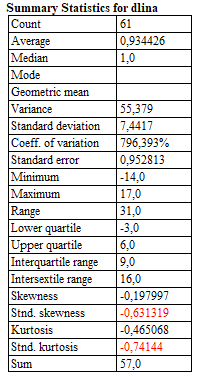 Summary Statistics for dlina
Count 61
Average 0,934426
Median 1,0
Mode
Geometric mean
Variance 55,379
Standard deviation 7,4417
Coeff. of variation 796,393%
Standard error 0,952813
Minimum -14,0
Maximum 17,0
Range 31,0
Lower quartile -3,0
Upper quartile 6,0
Interquartile range 9,0
Intersextile range 16,0
Skewness -0,197997
Stnd. skewness -0,631319
Kurtosis -0,465068
Stnd. kurtosis -0,74144
Sum 57,0